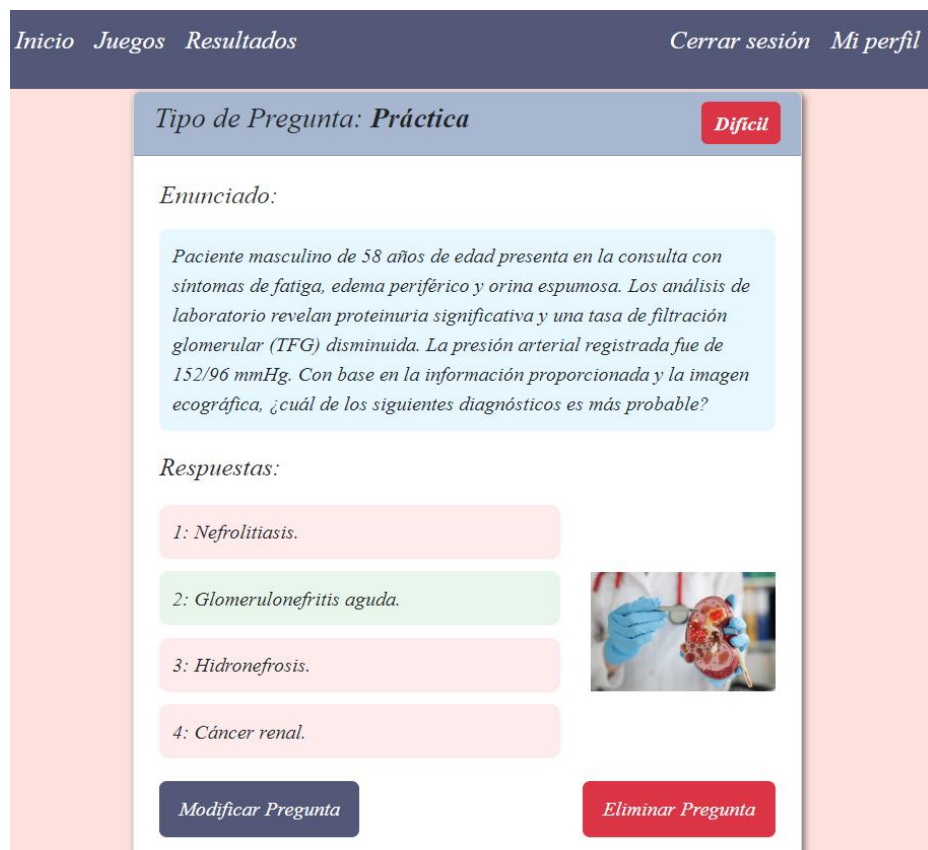 Inicio Juegos Resultados Cerrar sesión Mi perfil
Tipo de Pregunta: Práctica
Difícil
Enunciado:
Paciente masculino de 58 años de edad presenta en la consulta con
síntomas de fatiga, edema periférico y orina espumosa. Los análisis de
laboratorio revelan proteinuria significativa y una tasa de filtración
glomerular (TFG) disminuida. La presión arterial registrada fue de
152/96 mmHg. Con base en la información proporcionada y la imagen
ecográfica, ¿cuál de los siguientes diagnósticos es más probable?
Respuestas:
1: Nefrolitiasis.
2: Glomerulonefritis aguda.
3: Hidronefrosis.
4: Cáncer renal.
Modificar Pregunta
Eliminar Pregunta